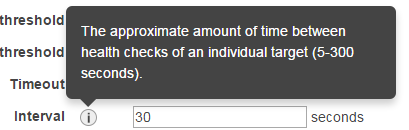 threshold
The approximate amount of time between
health checks of an individual target (5-300
seconds).
threshold
Timeout
Interval i 30 seconds